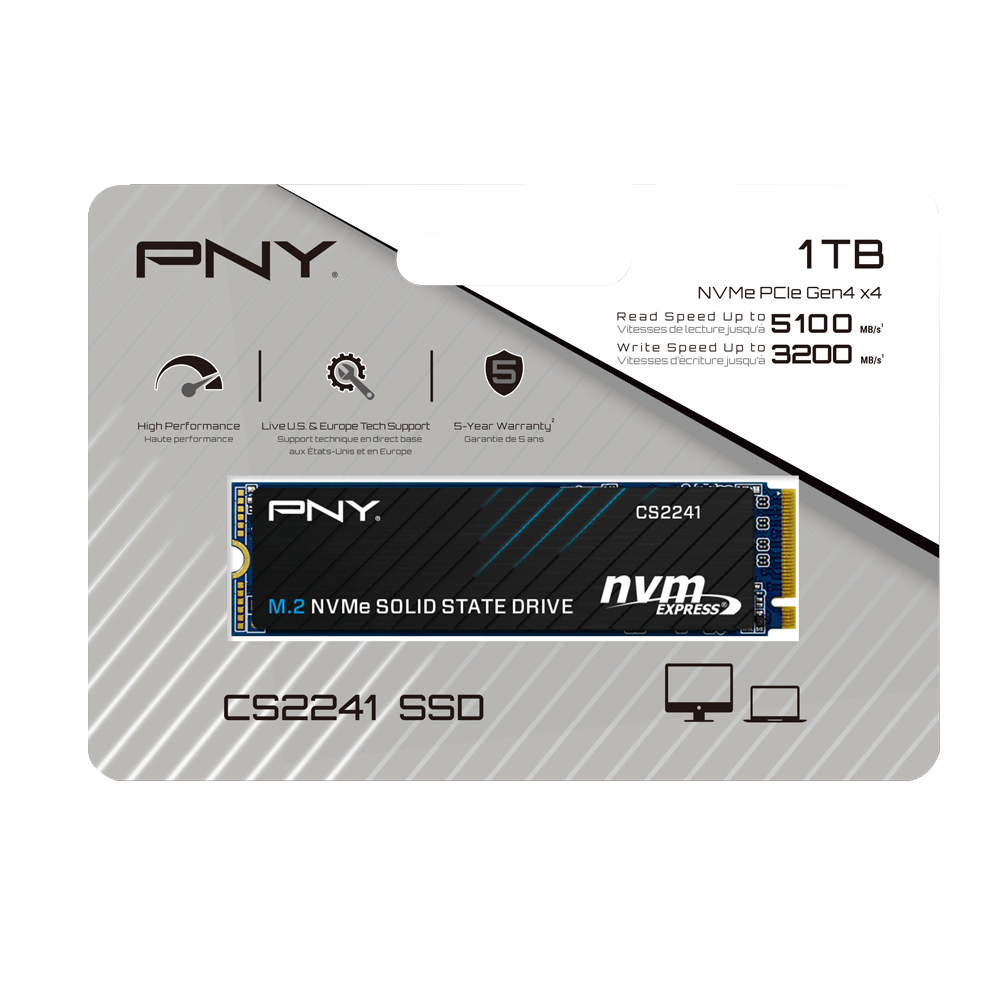 PNY®
1TB
NVMe PCIe Gen4 x4
Read Speed Up to 5100 MB/s¹
Vitesses de lecture jusqu'à
Write Speed Up to 3200 MB/s¹
Vitesses d'écriture jusqu'à
High Performance
Haute performance
Live U.S. & Europe Tech Support
Support technique en direct basé
aux États-Unis et en Europe
5
5-Year Warranty²
Garantie de 5 ans
PNY®
CS2241
M.2 NVMe SOLID STATE DRIVE
nvm
EXPRESS®
CS2241 SSD